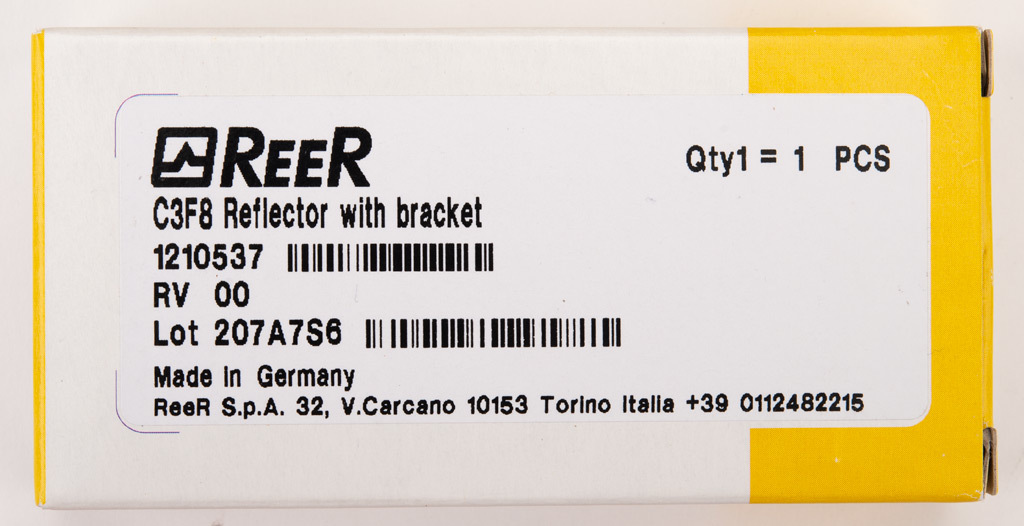 REER
Qty1 = 1 PCS
C3F8 Reflector with bracket
1210537
RV 00
Lot 207A7S6
Made in Germany
ReeR S.p.A. 32, V.Carcano 10153 Torino Italia +39 0112482215